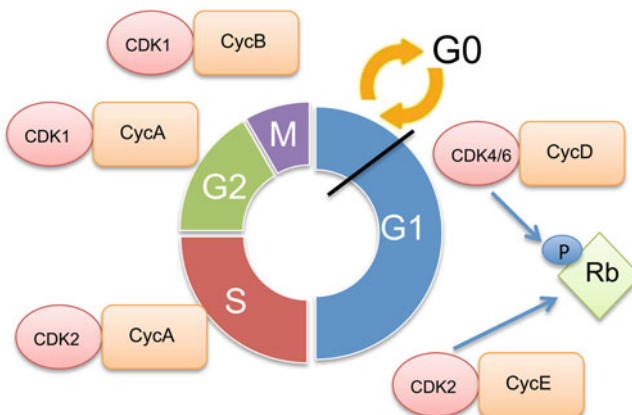 CDK1
CycB
G0
CDK1
CycA
M
G2
CDK4/6
CycD
G1
P
Rb
S
CDK2
CycA
CDK2
CycE